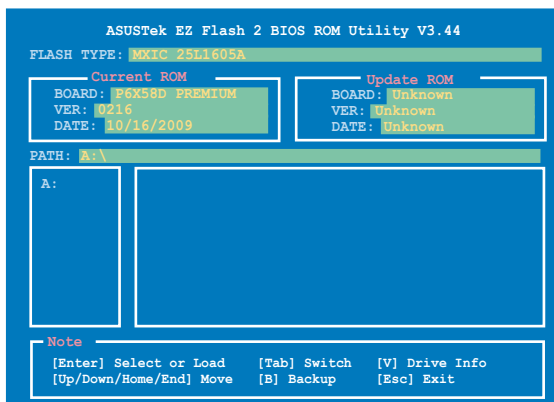 ASUSTek EZ Flash 2 BIOS ROM Utility V3.44
FLASH TYPE: MXIC 25L1605A
Current ROM
BOARD: P6X58D PREMIUM
VER: 0216
DATE: 10/16/2009
Update ROM
BOARD: Unknown
VER: Unknown
DATE: Unknown
PATH: A:\
A:
Note
[Enter] Select or Load [Tab] Switch [V] Drive Info
[Up/Down/Home/End] Move [B] Backup [Esc] Exit